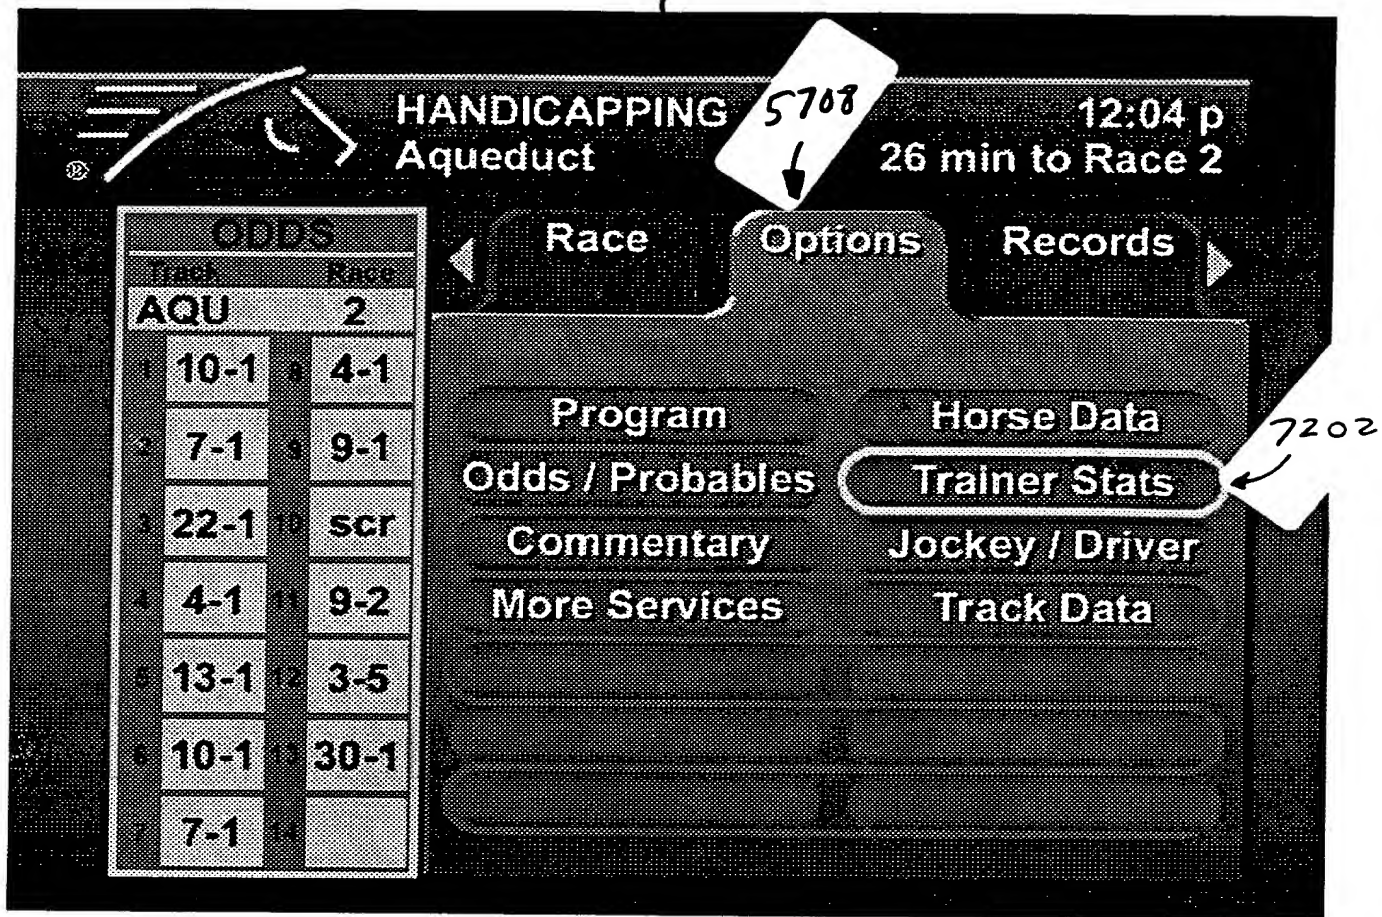 HANDICAPPING
Aqueduct
5708
12:04 p
26 min to Race 2
®
ODDS
Track Race
AQU 2
1 10-1 8 4-1
2 7-1 9 9-1
3 22-1 10 scr
4 4-1 11 9-2
5 13-1 12 3-5
6 10-1 13 30-1
7 7-1 14
Race Options Records
Program Horse Data
Odds / Probables Trainer Stats
Commentary Jockey / Driver
More Services Track Data
7202